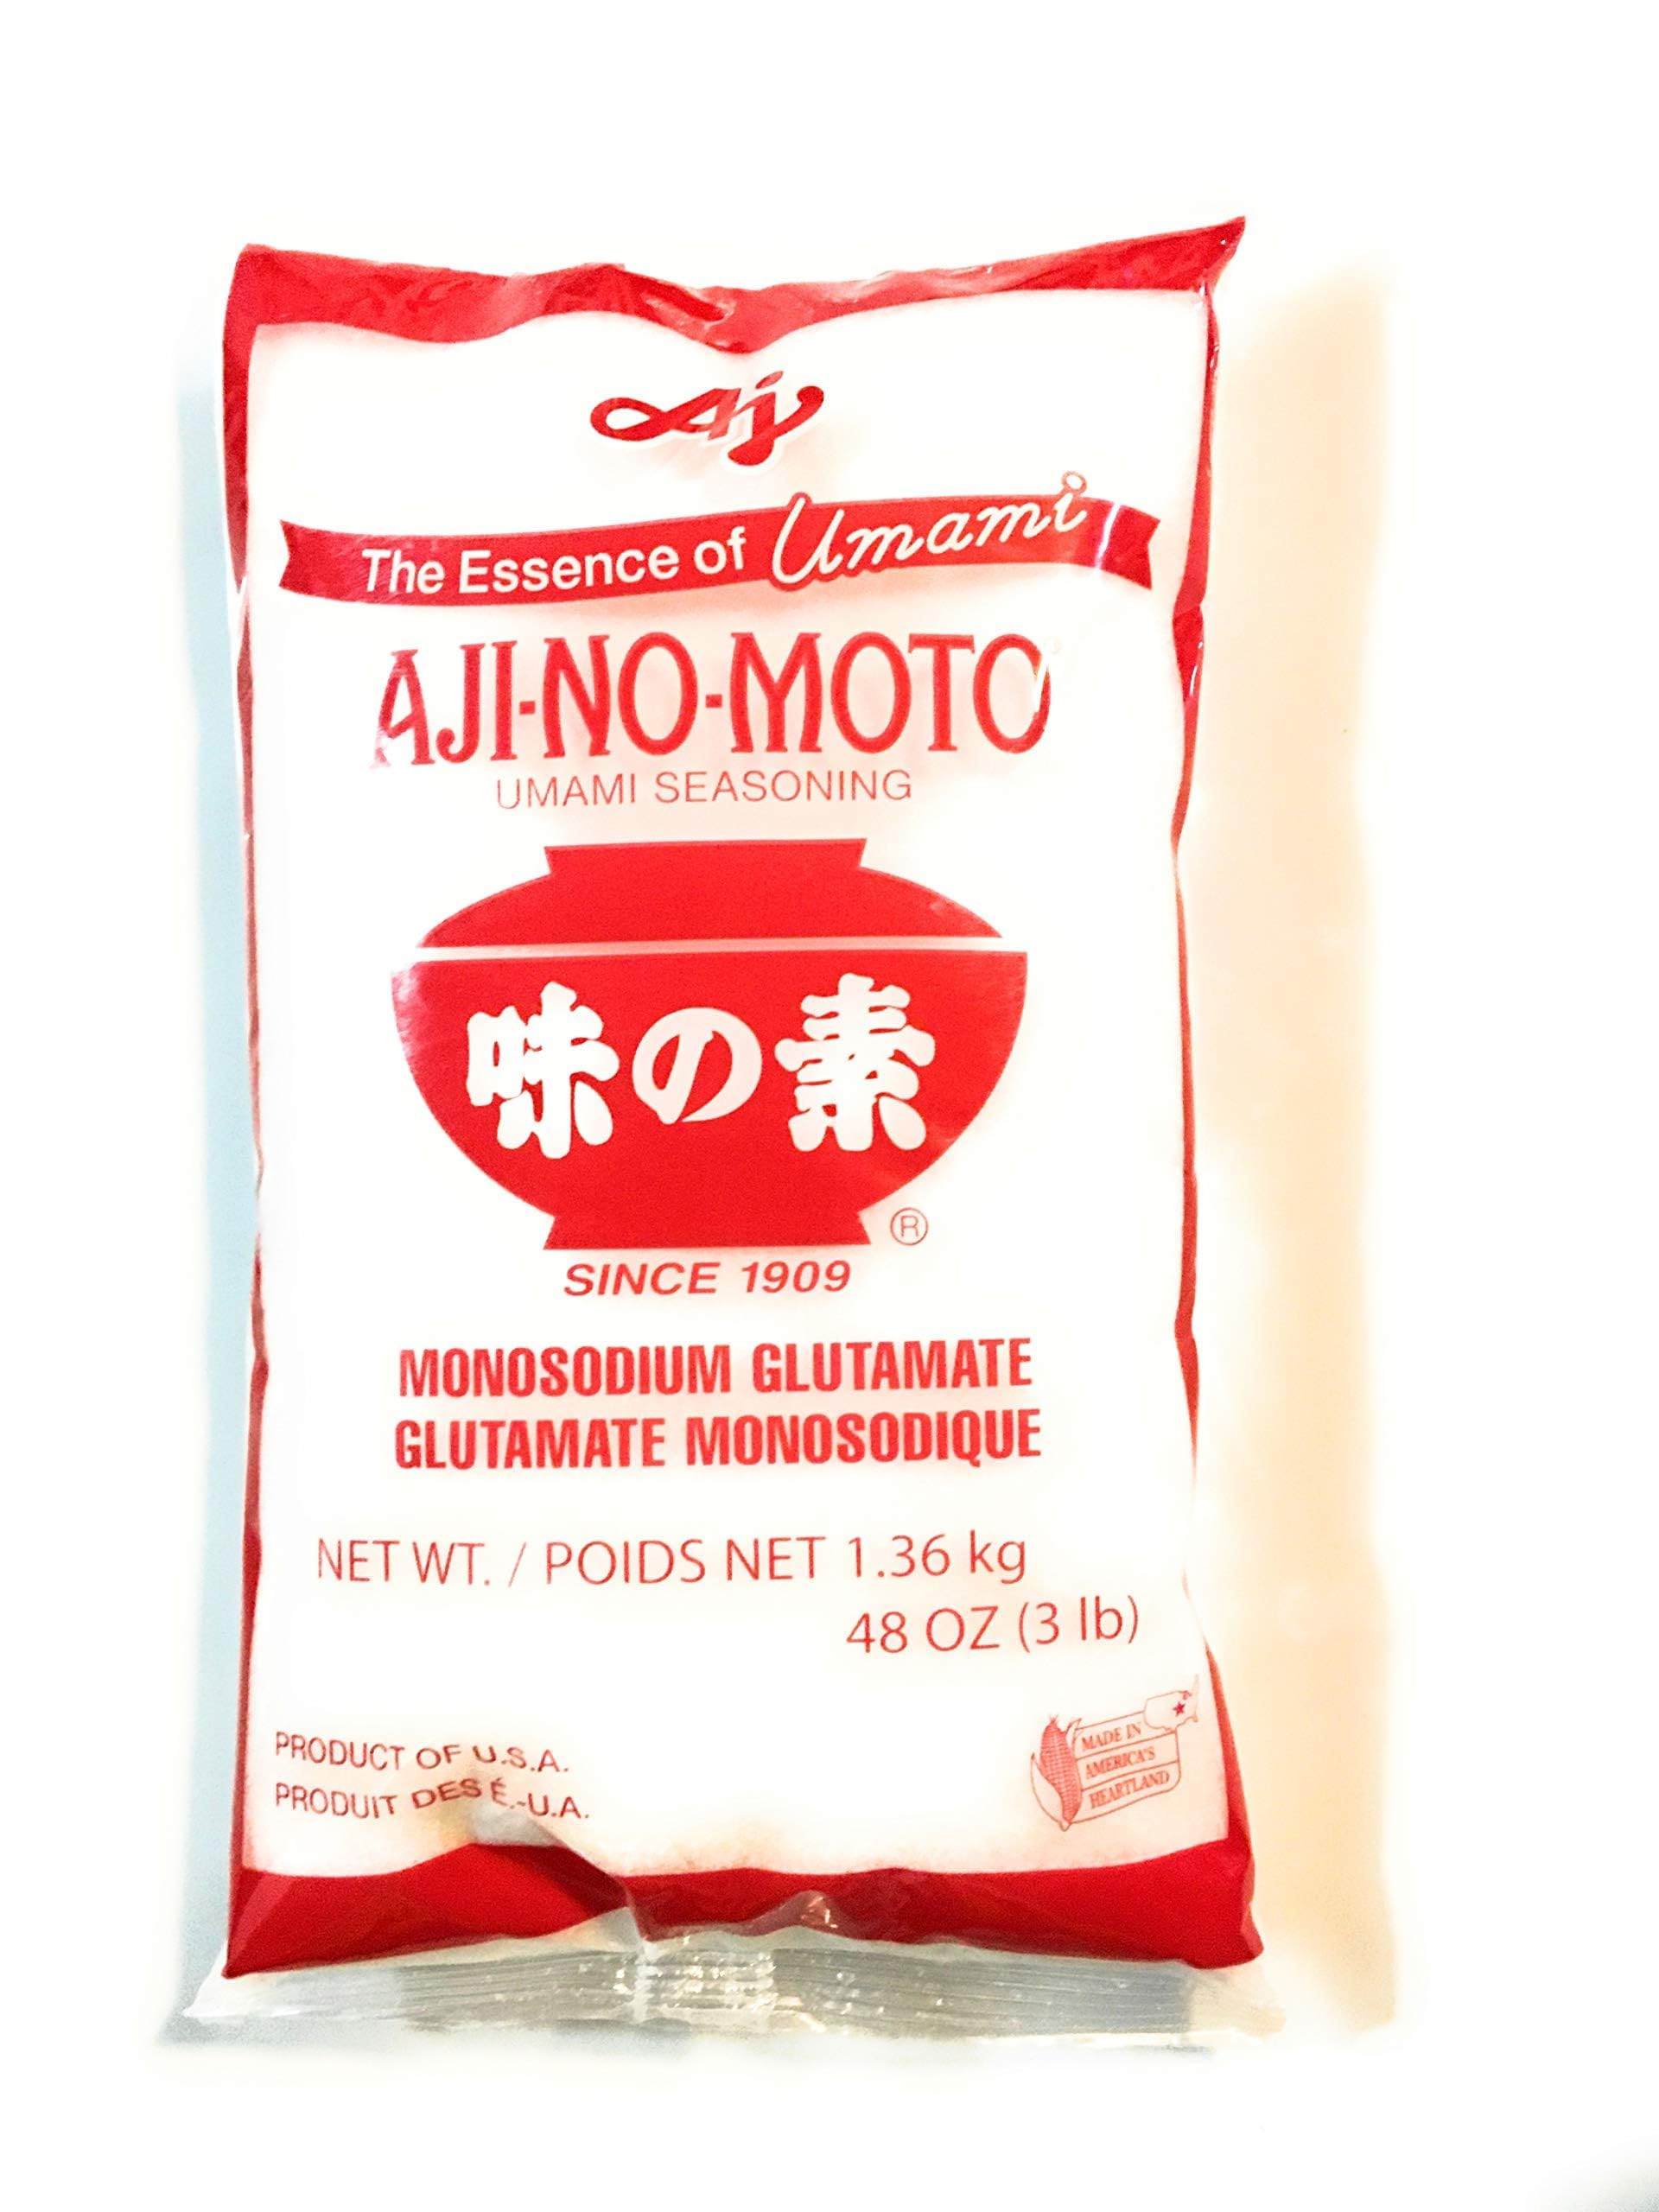 Aj
The Essence of Umami
AJI-NO-MOTO
UMAMI SEASONING
味の素
®
SINCE 1909
MONOSODIUM GLUTAMATE
GLUTAMATE MONOSODIQUE
NET WT. / POIDS NET 1.36 kg
48 OZ (3 lb)
PRODUCT OF U.S.A.
PRODUIT DES É.-U.A.
MADE IN
AMERICA'S
HEARTLAND